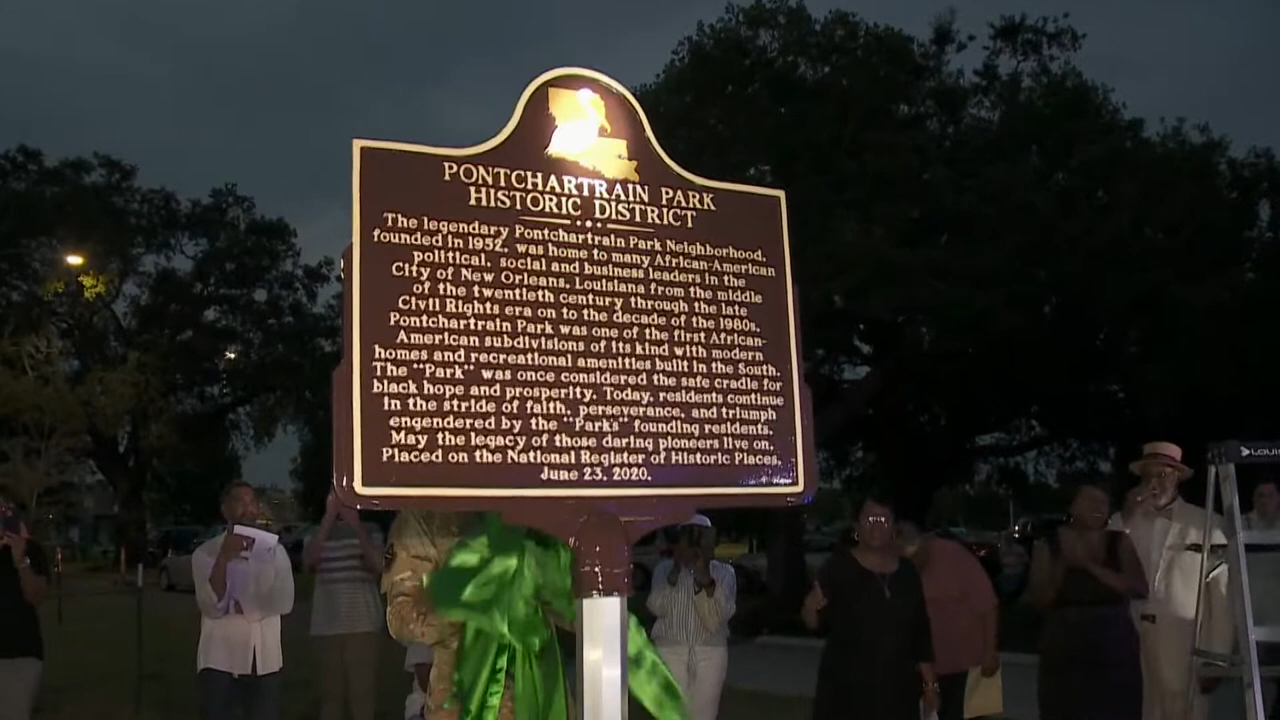 PONTCHARTRAIN PARK
HISTORIC DISTRICT
The legendary Pontchartrain Park Neighborhood,
founded in 1952, was home to many African-American
political, social and business leaders in the
City of New Orleans, Louisiana from the middle
of the twentieth century through the late
Civil Rights era on to the decade of the 1980s.
Pontchartrain Park was one of the first African-
American subdivisions of its kind with modern
homes and recreational amenities built in the South.
The "Park" was once considered the safe cradle for
black hope and prosperity. Today, residents continue
in the stride of faith, perseverance, and triumph
engendered by the "Park's" founding residents.
May the legacy of those daring pioneers live on.
Placed on the National Register of Historic Places,
June 23, 2020.